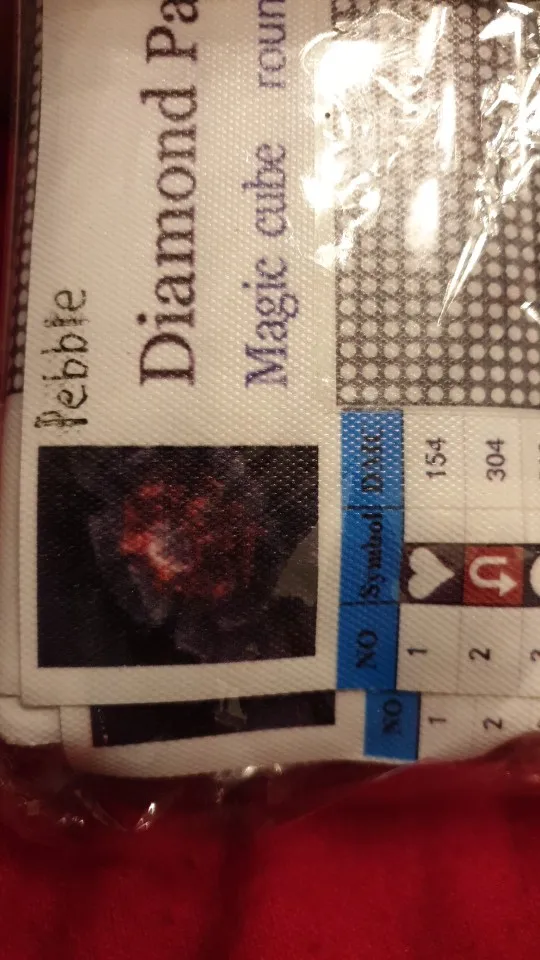 Pebble
Diamond Pa
Magic cube roun
NO Symbol DMC
1 154
2 304
NO
1
2